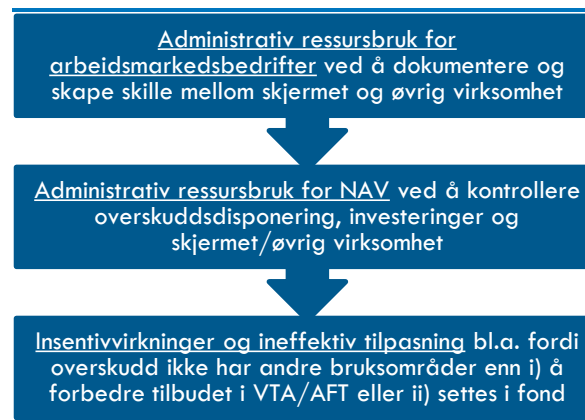 Administrativ ressursbruk for
arbeidsmarkedsbedrifter ved å dokumentere og
skape skille mellom skjermet og øvrig virksomhet
Administrativ ressursbruk for NAV ved å kontrollere
overskuddsdisponering, investeringer og
skjermet/øvrig virksomhet
Insentivvirkninger og ineffektiv tilpasning bl.a. fordi
overskudd ikke har andre bruksområder enn i) å
forbedre tilbudet i VTA/AFT eller ii) settes i fond